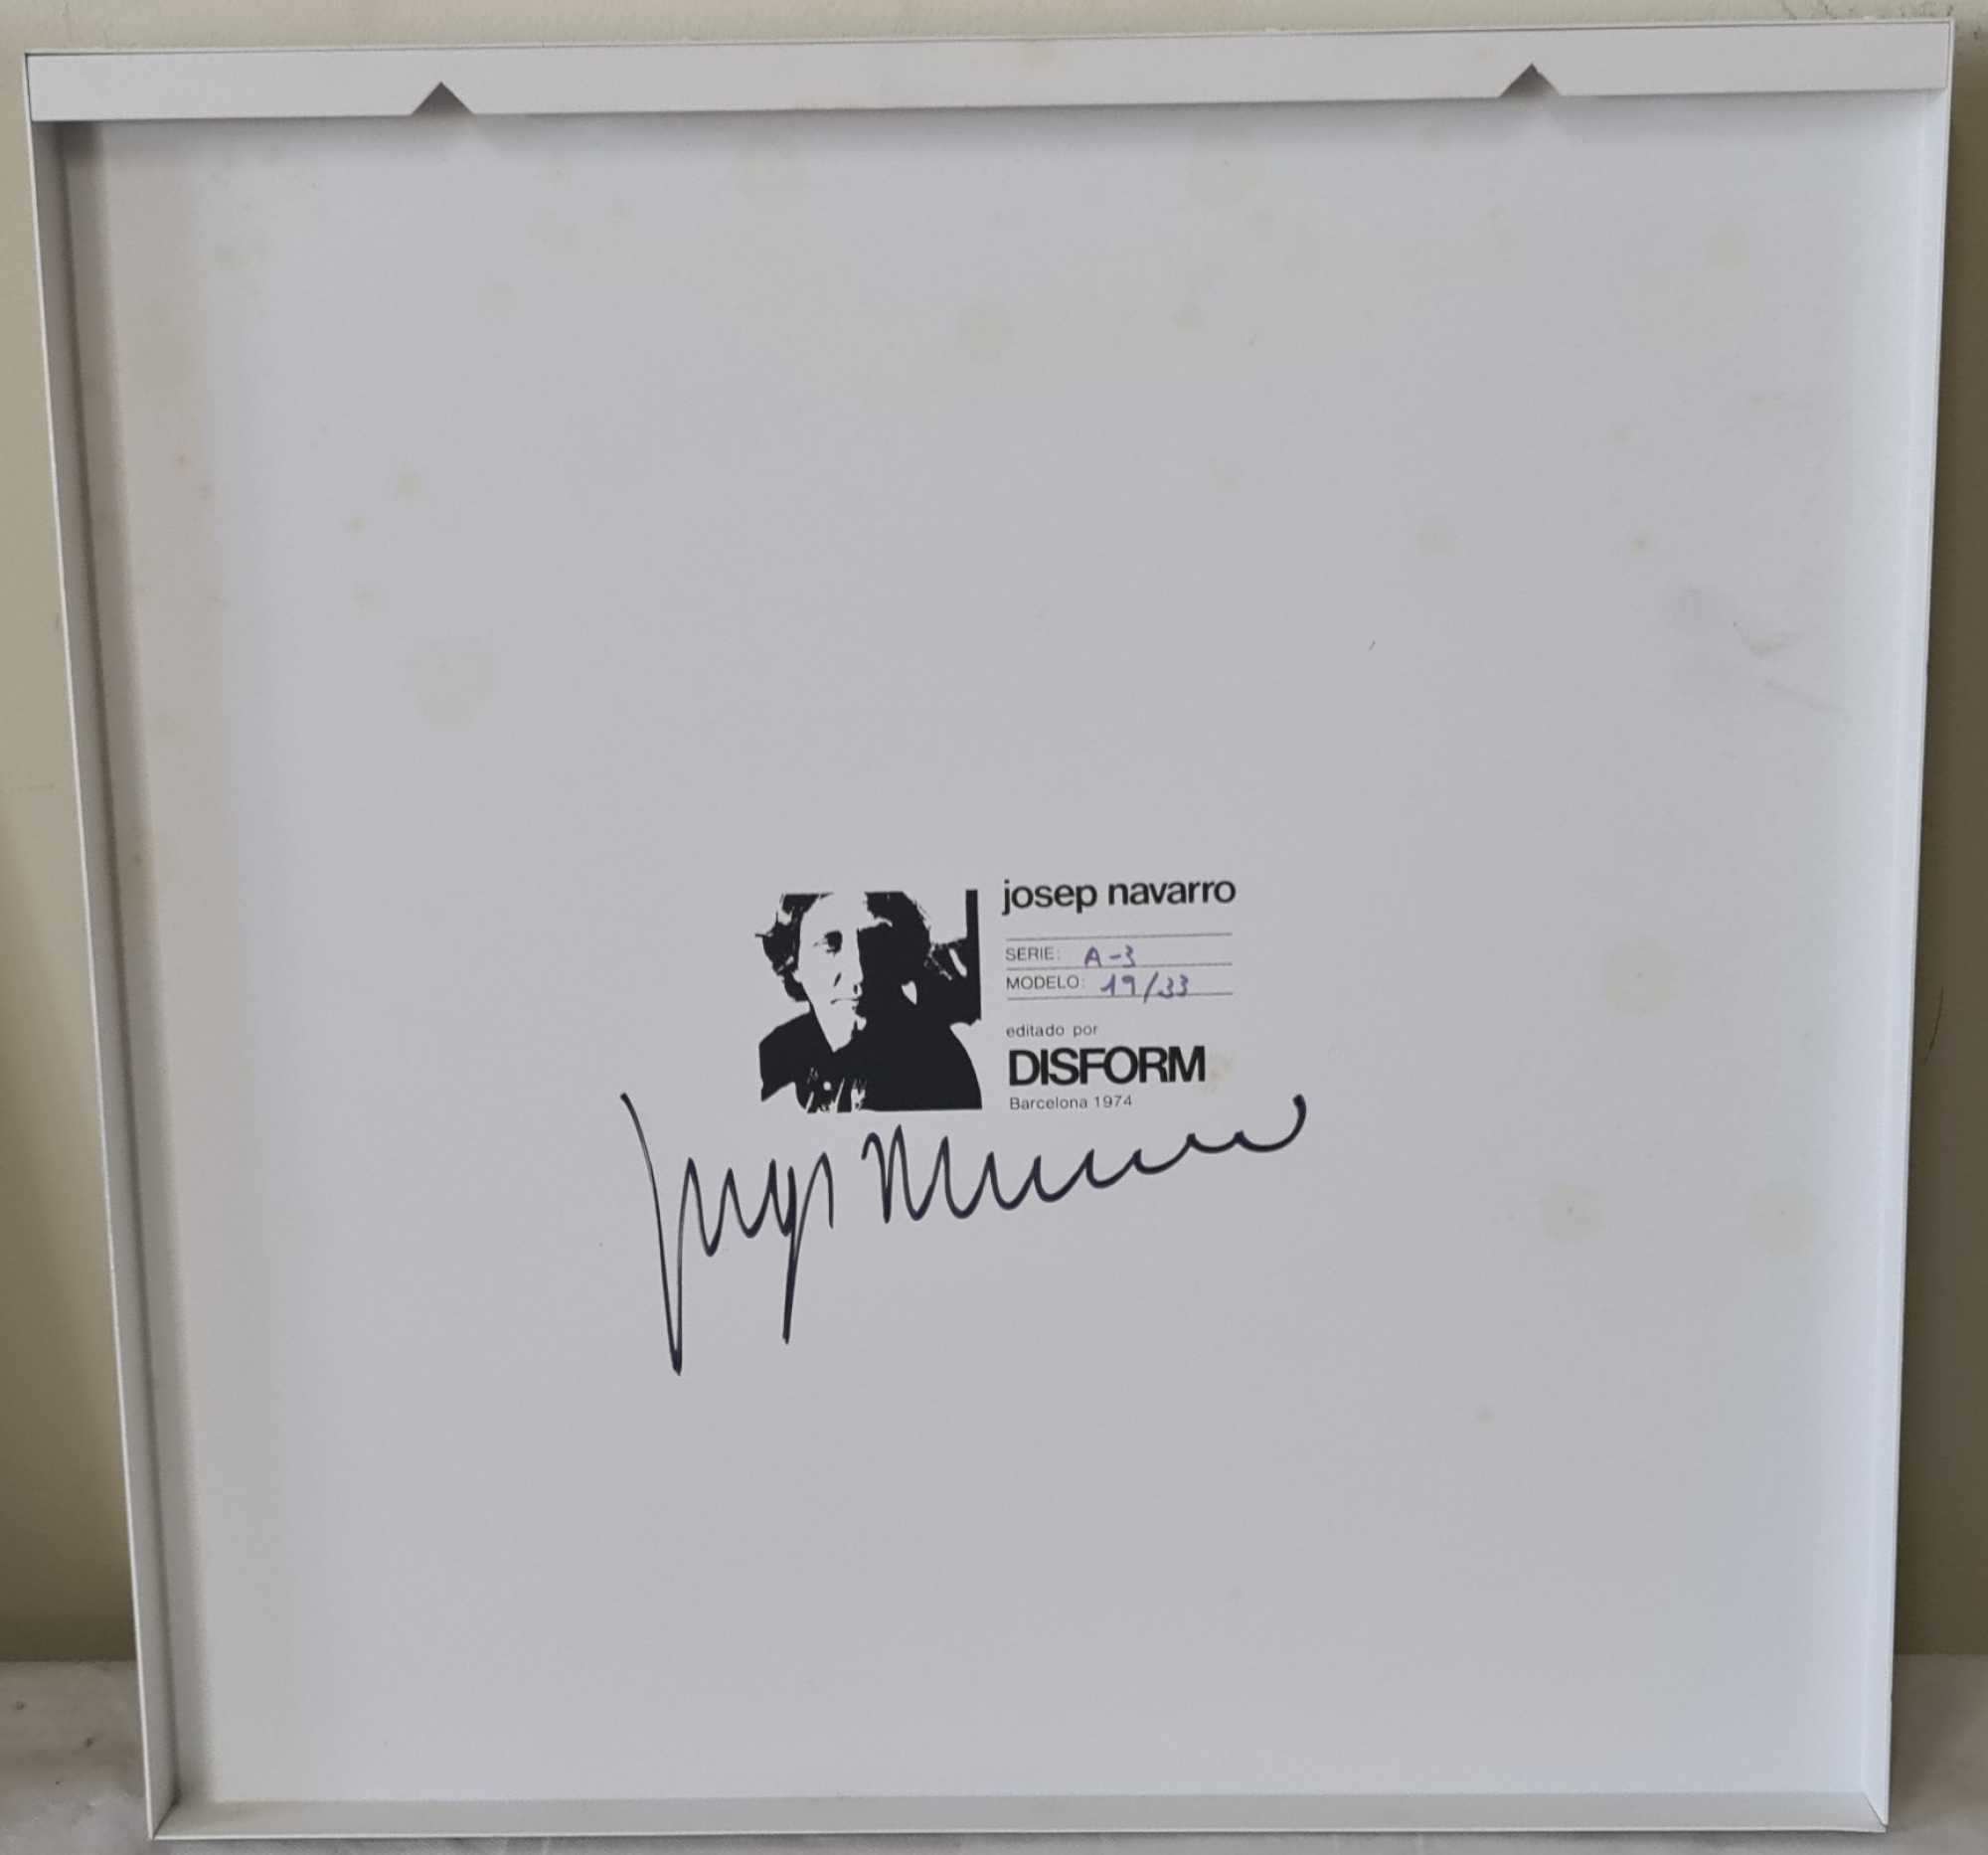 josep navarro
SERIE: A-3
MODELO: 19/33
editado por
DISFORM
Barcelona 1974